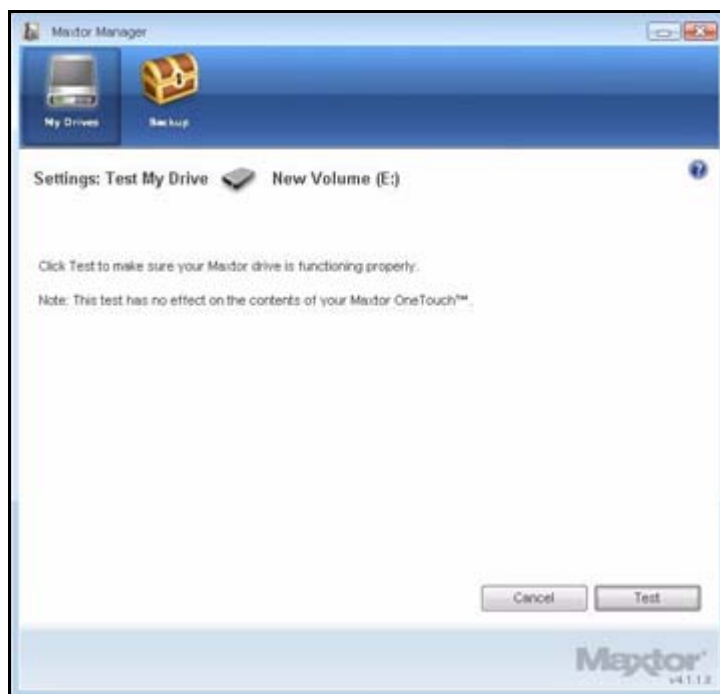 Maxtor Manager
My Drives
Backup
Settings: Test My Drive New Volume (E:)
Click Test to make sure your Maxtor drive is functioning properly.
Note: This test has no effect on the contents of your Maxtor OneTouch™.
Cancel
Test
Maxtor